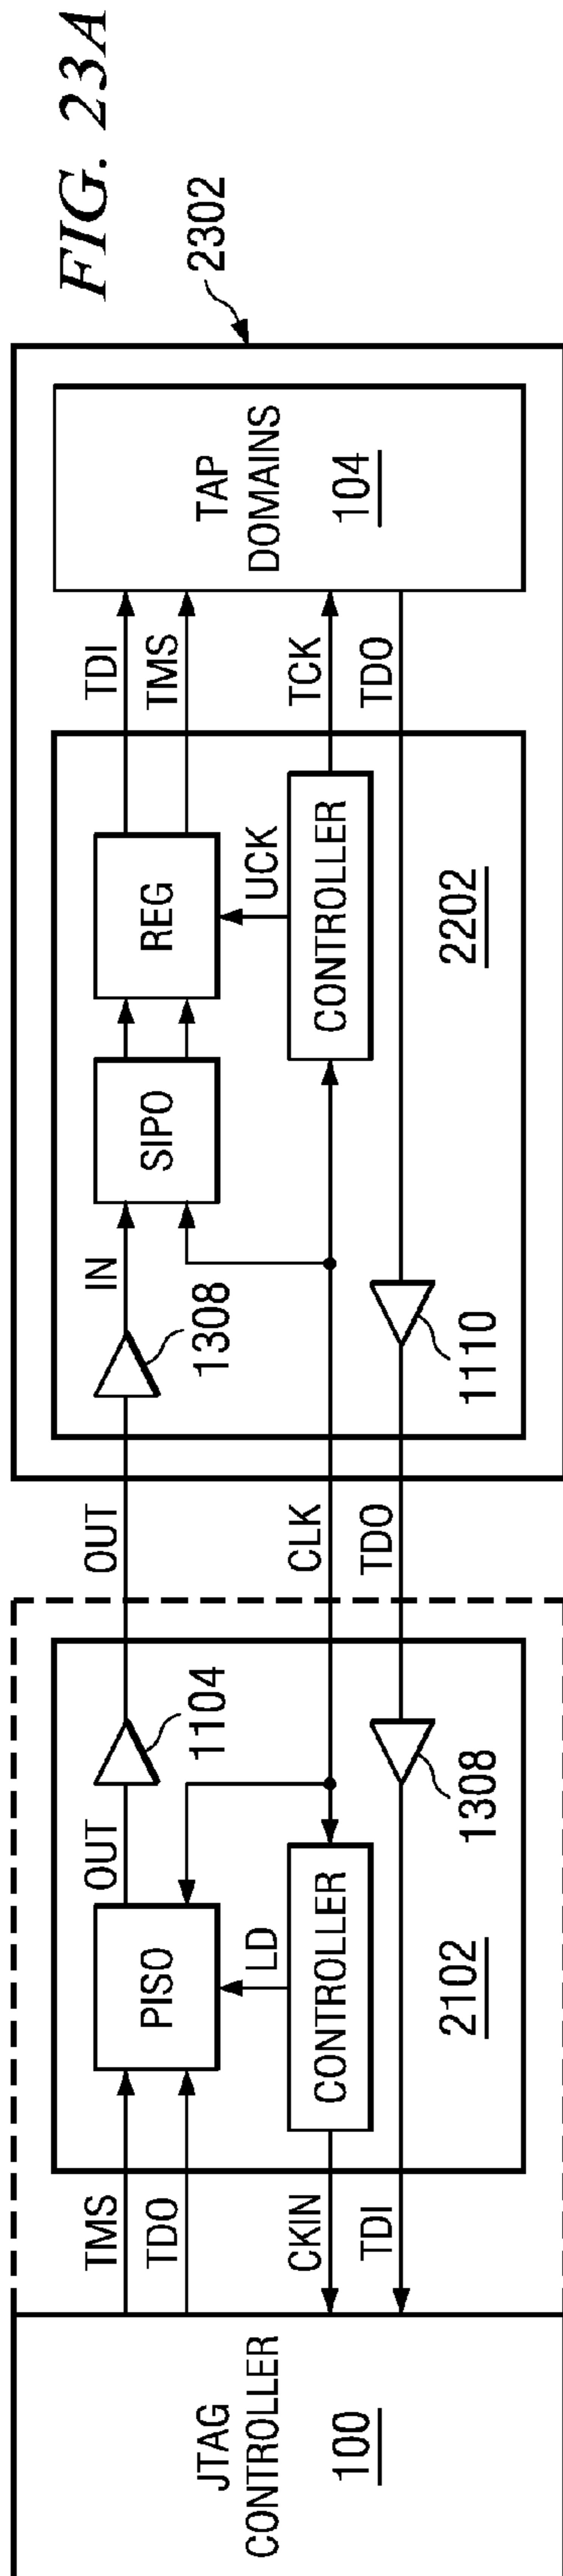 FIG. 23A
2302
JTAG
CONTROLLER
100
TMS
TDO
CKIN
TDI
PISO
LD
CONTROLLER
2102
OUT
1104
1308
OUT
CLK
TDO
1308
IN
SIPO
REG
UCK
CONTROLLER
2202
1110
TDI
TMS
TCK
TDO
TAP
DOMAINS
104